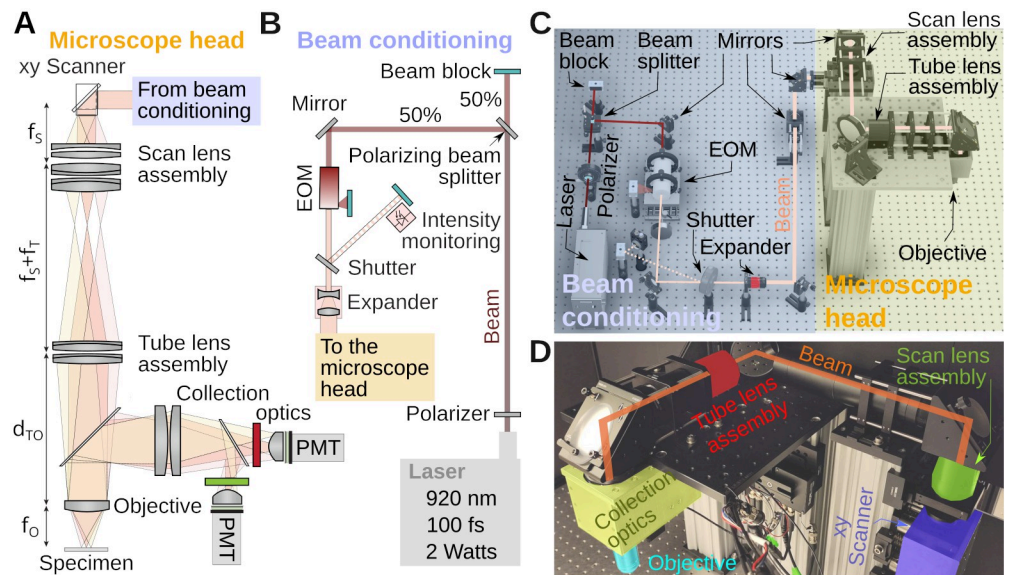 A
Microscope head
xy Scanner
From beam
conditioning
fS
Scan lens
assembly
fS+fT
Tube lens
assembly
Collection
optics
dTO
PMT
Objective
fO
PMT
Specimen
B
Beam conditioning
Beam block
50%
Mirror
50%
Polarizing beam
splitter
EOM
Intensity
monitoring
Shutter
Expander
Beam
To the
microscope
head
Polarizer
Laser
920 nm
100 fs
2 Watts
C
Beam
block
Beam
splitter
Mirrors
Scan lens
assembly
Tube lens
assembly
EOM
Polarizer
Laser
Shutter
Beam
Expander
Objective
Beam
conditioning
Microscope
head
D
Beam
Scan lens
assembly
Tube lens
assembly
Collection
optics
xy
Scanner
Objective